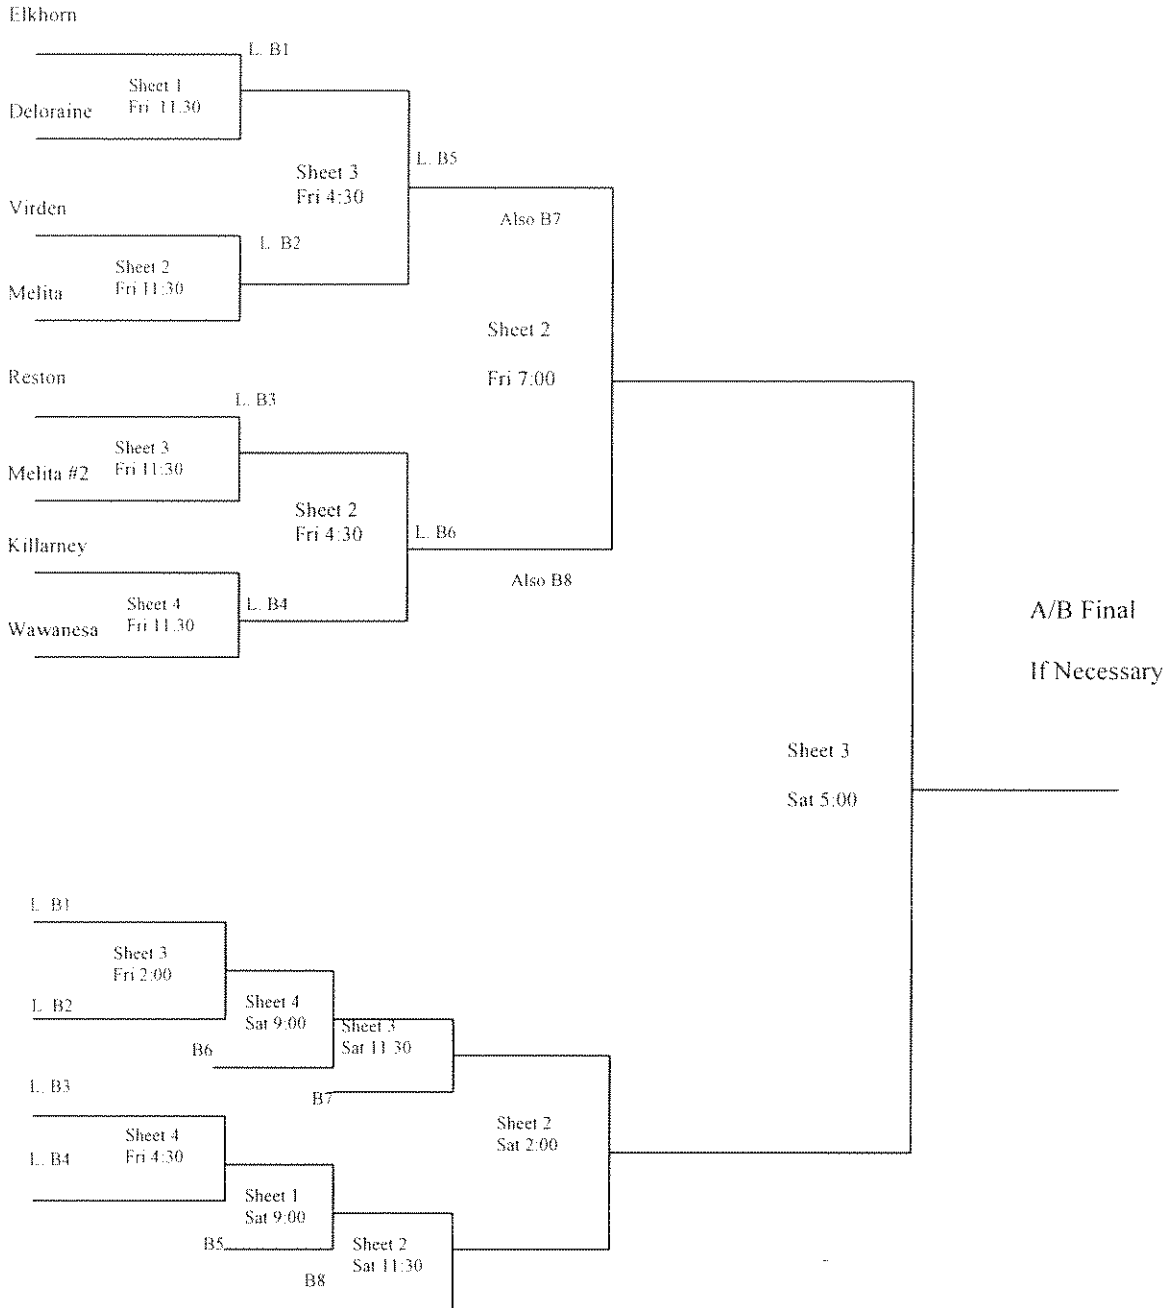 Elkhorn
L. B1
Sheet 1
Fri 11.30
Deloraine
L. B5
Sheet 3
Fri 4:30
Virden
Also B7
L. B2
Sheet 2
Fri 11:30
Melita
Sheet 2
Fri 7:00
Reston
L. B3
Sheet 3
Fri 11:30
Melita #2
Sheet 2
Fri 4:30
L. B6
Killarney
Also B8
Sheet 4
Fri 11.30
L. B4
Wawanesa
A/B Final
If Necessary
Sheet 3
Sat 5:00
L. B1
Sheet 3
Fri 2:00
L. B2
Sheet 4
Sat 9:00
Sheet 3
Sat 11 30
B6
L. B3
B7
Sheet 2
Sat 2:00
Sheet 4
Fri 4:30
L. B4
Sheet 1
Sat 9:00
B5
Sheet 2
Sat 11:30
B8